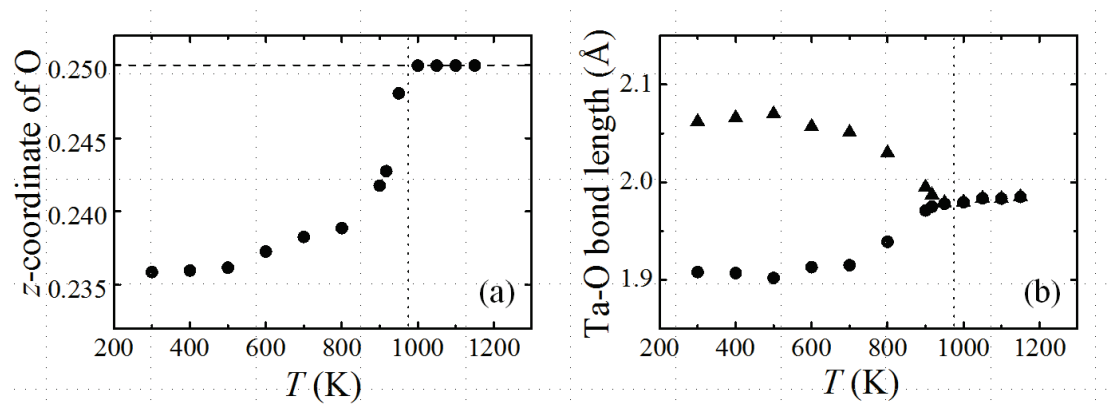 z-coordinate of O
0.250
0.245
0.240
0.235
(a)
200 400 600 800 1000 1200
T (K)
Ta-O bond length (Å)
2.1
2.0
1.9
(b)
200 400 600 800 1000 1200
T (K)